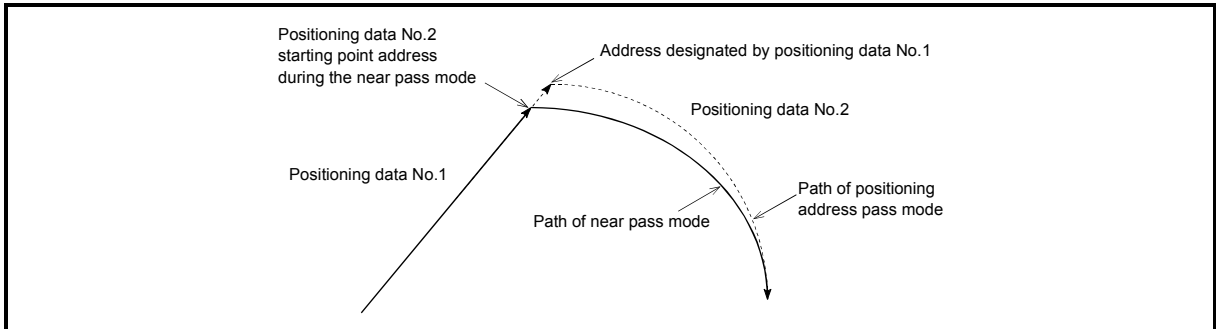 Positioning data No.2
starting point address
during the near pass mode
Address designated by positioning data No.1
Positioning data No.2
Positioning data No.1
Path of positioning
address pass mode
Path of near pass mode